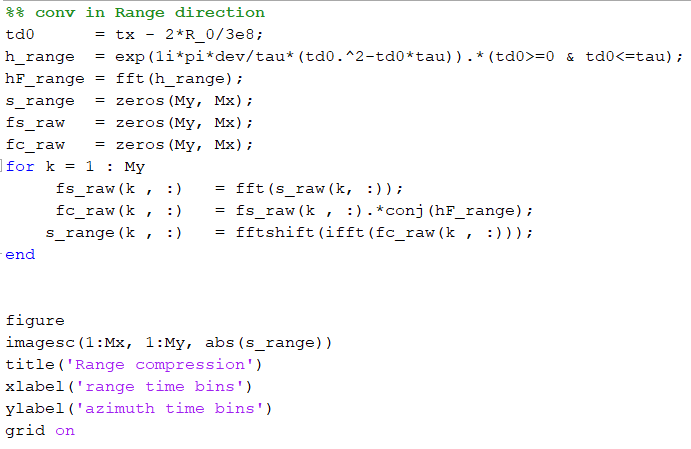 %% conv in Range direction
td0 = tx - 2*R_0/3e8;
h_range = exp(1i*pi*dev/tau*(td0.^2-td0*tau)).*(td0>=0 & td0<=tau);
hF_range = fft(h_range);
s_range = zeros(My, Mx);
fs_raw = zeros(My, Mx);
fc_raw = zeros(My, Mx);
for k = 1 : My
fs_raw(k , :) = fft(s_raw(k, :));
fc_raw(k , :) = fs_raw(k , :).*conj(hF_range);
s_range(k , :) = fftshift(ifft(fc_raw(k , :)));
end
figure
imagesc(1:Mx, 1:My, abs(s_range))
title('Range compression')
xlabel('range time bins')
ylabel('azimuth time bins')
grid on